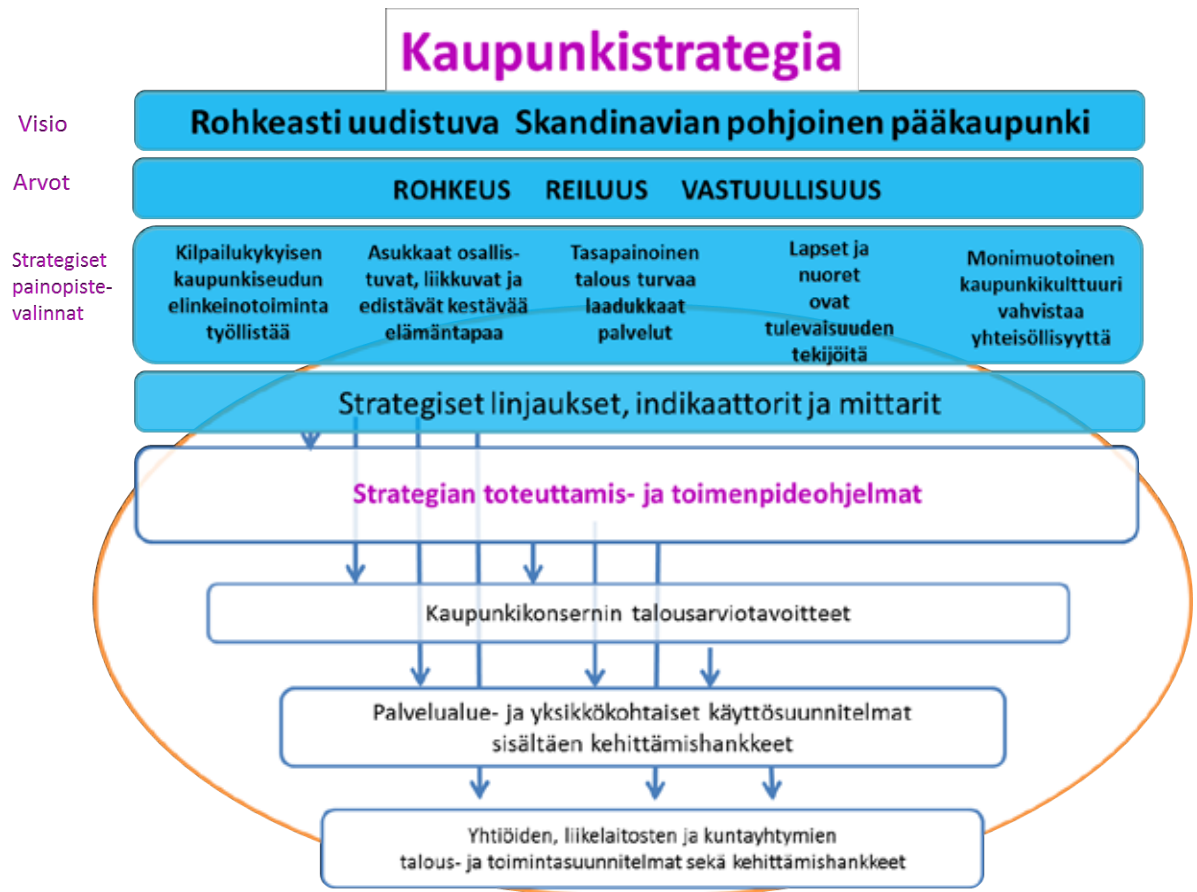 Kaupunkistrategia
Visio
Rohkeasti uudistuva Skandinavian pohjoinen pääkaupunki
Arvot
ROHKEUS REILUUS VASTUULLISUUS
Strategiset
painopiste-
valinnat
Kilpailukykyisen
kaupunkiseudun
elinkeinotoiminta
työllistää
Asukkaat osallis-
tuvat, liikkuvat ja
edistävät kestävää
elämäntapaa
Tasapainoinen
talous turvaa
laadukkaat
palvelut
Lapset ja
nuoret
ovat
tulevaisuuden
tekijöitä
Monimuotoinen
kaupunkikulttuuri
vahvistaa
yhteisöllisyyttä
Strategiset linjaukset, indikaattorit ja mittarit
Strategian toteuttamis- ja toimenpideohjelmat
Kaupunkikonsernin talousarviotavoitteet
Palvelualue- ja yksikkökohtaiset käyttösuunnitelmat
sisältäen kehittämishankkeet
Yhtiöiden, liikelaitosten ja kuntayhtymien
talous- ja toimintasuunnitelmat sekä kehittämishankkeet